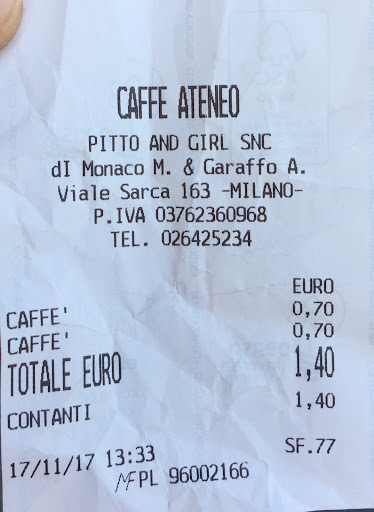 CAFFE ATENEO
PITTO AND GIRL SNC
dI Monaco M. & Garaffo A.
Viale Sarca 163 -MILANO-
P.IVA 03762360968
TEL. 026425234
EURO
CAFFE' 0,70
CAFFE' 0,70
TOTALE EURO 1,40
CONTANTI 1,40
17/11/17 13:33 SF.77
MF PL 96002166